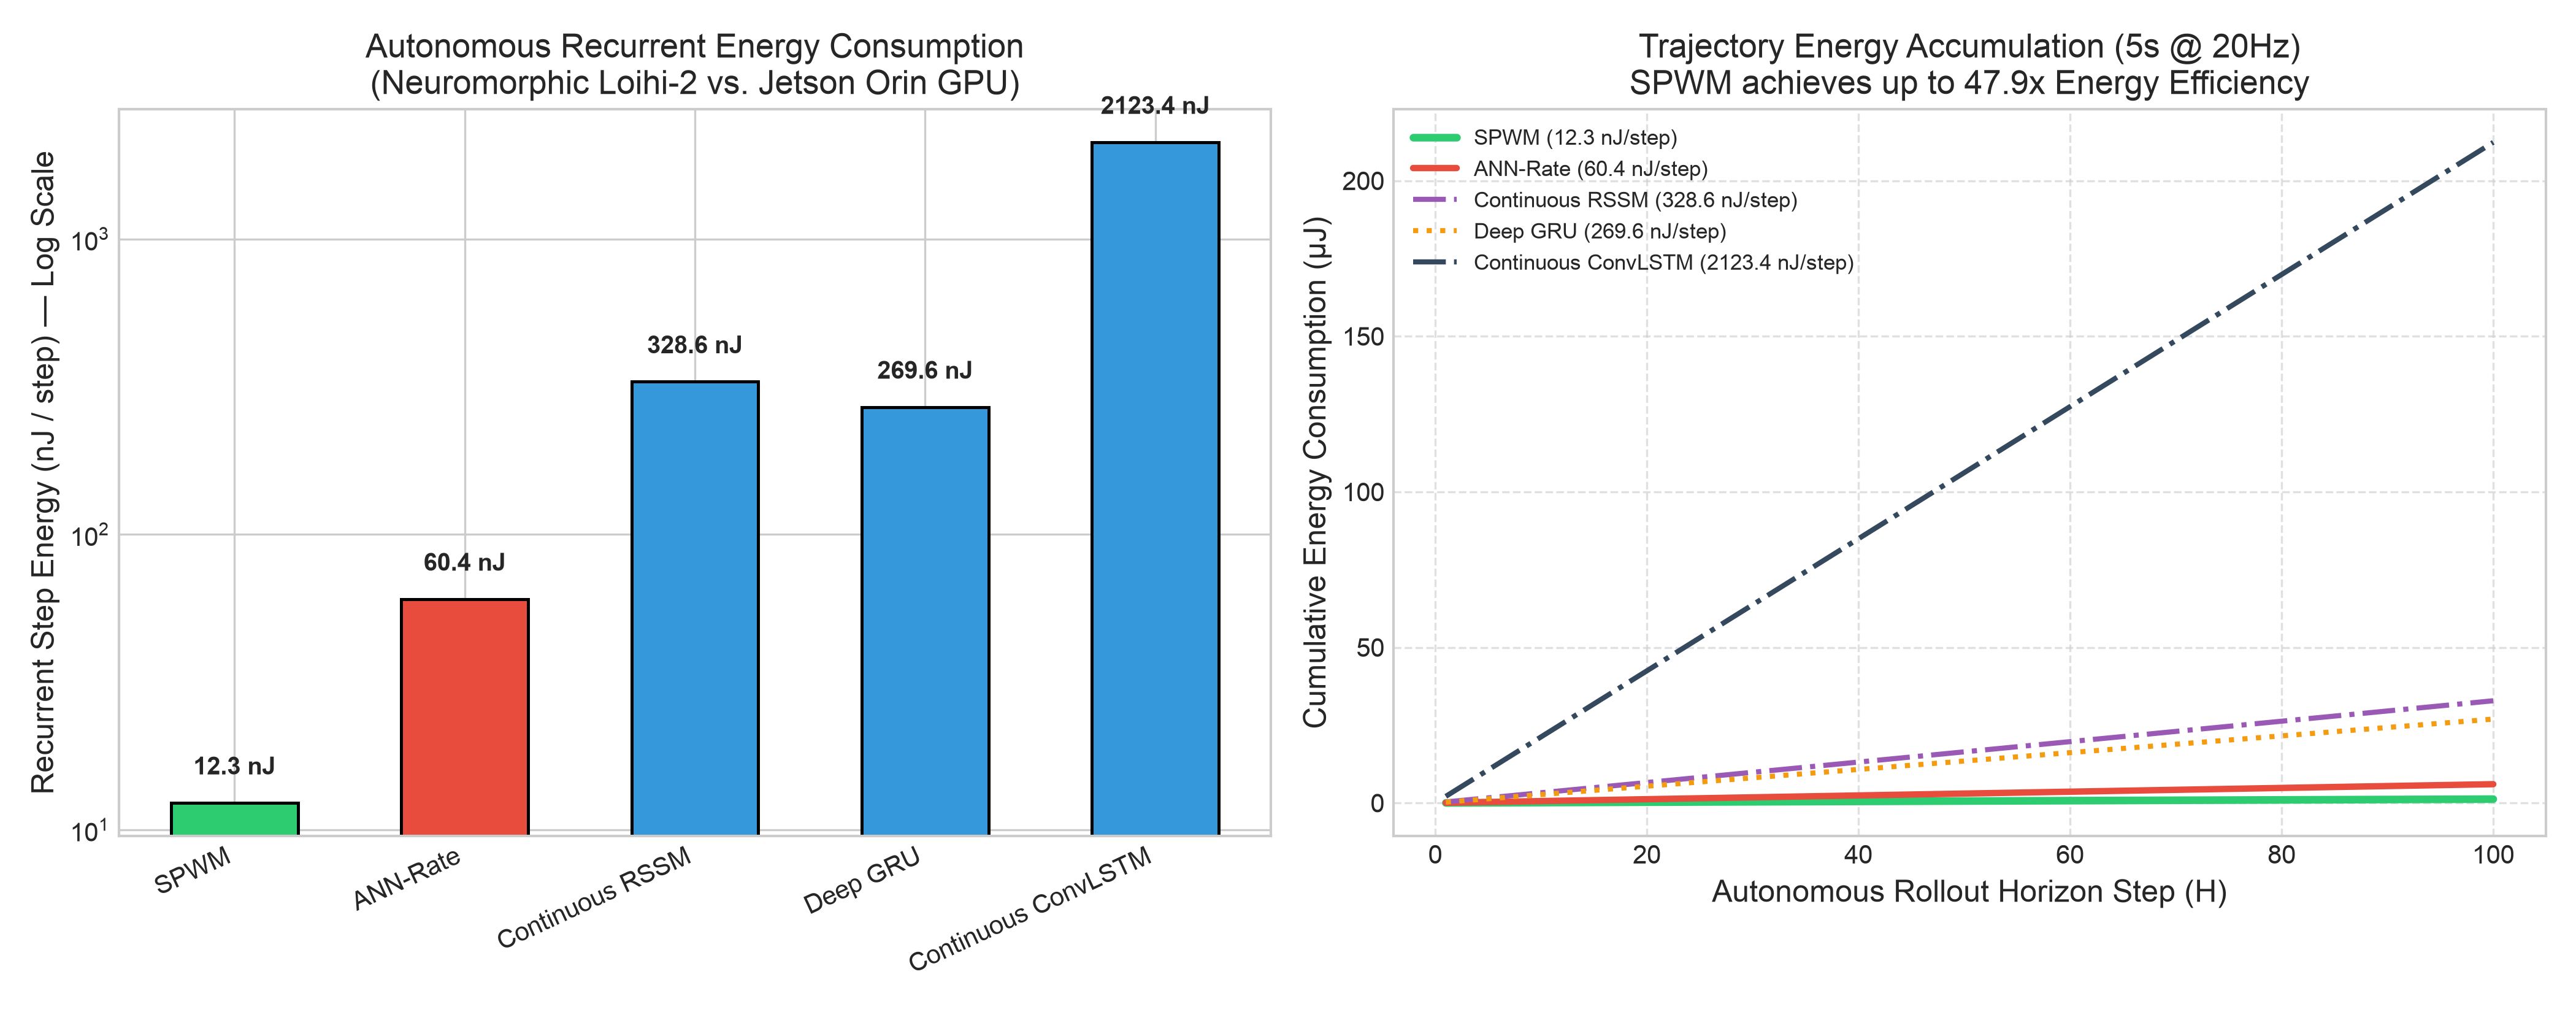 Autonomous Recurrent Energy Consumption
(Neuromorphic Loihi-2 vs. Jetson Orin GPU)
Recurrent Step Energy (nJ / step) — Log Scale
10³
10²
10¹
12.3 nJ
60.4 nJ
328.6 nJ
269.6 nJ
2123.4 nJ
SPWM
ANN-Rate
Continuous RSSM
Deep GRU
Continuous ConvLSTM
Trajectory Energy Accumulation (5s @ 20Hz)
SPWM achieves up to 47.9x Energy Efficiency
SPWM (12.3 nJ/step)
ANN-Rate (60.4 nJ/step)
Continuous RSSM (328.6 nJ/step)
Deep GRU (269.6 nJ/step)
Continuous ConvLSTM (2123.4 nJ/step)
Cumulative Energy Consumption (µJ)
200
150
100
50
0
0 20 40 60 80 100
Autonomous Rollout Horizon Step (H)